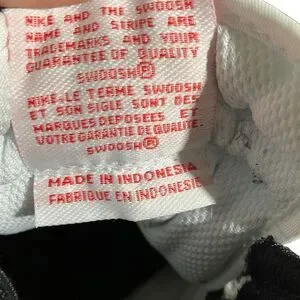 NIKE AND THE SWOOSH
NAME AND STRIPE ARE
TRADEMARKS AND YOUR
GUARANTEE OF QUALITY
SWOOSH®
NIKE.LE TERME SWOOSH
ET SON SIGLE SONT DES
MARQUES DEPOSEES ET
VOTRE GARANTIE DE QUALITE.
SWOOSH®
MADE IN INDONESIA
FABRIQUE EN INDONESIE